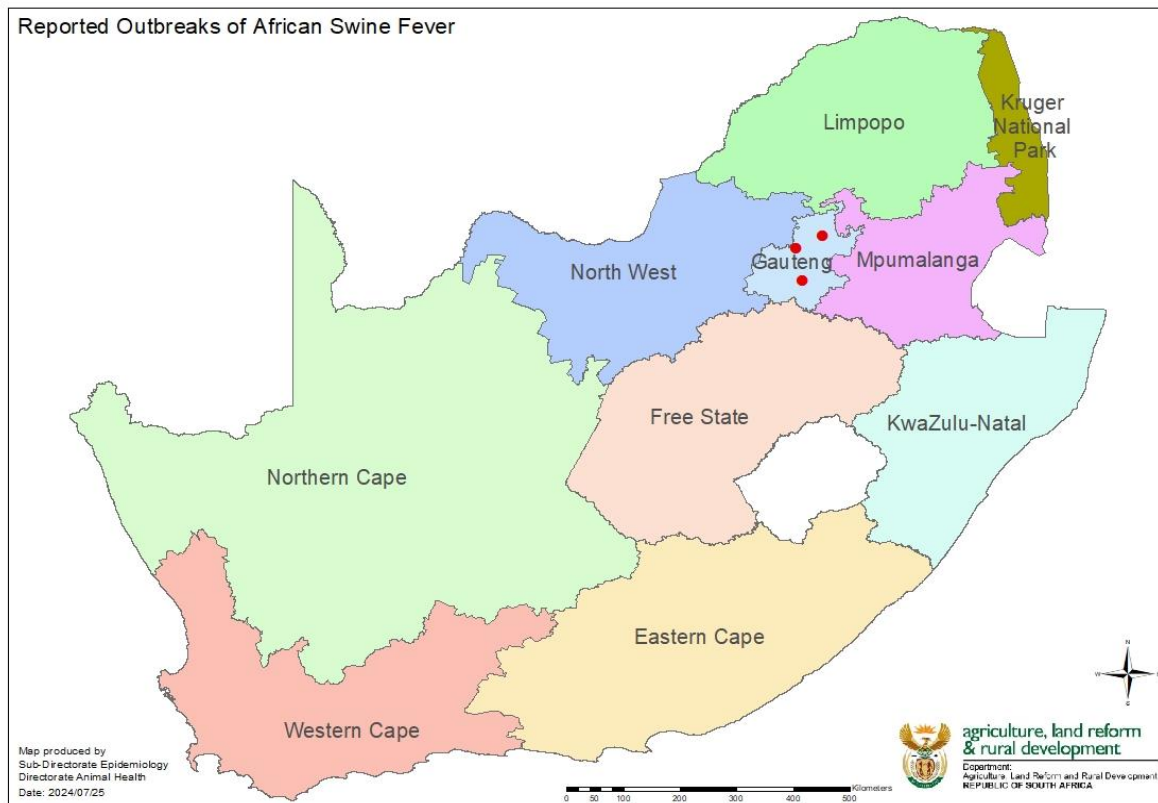 Reported Outbreaks of African Swine Fever
Limpopo
Kruger
National
Park
North West
Gauteng
Mpumalanga
Free State
KwaZulu-Natal
Northern Cape
Eastern Cape
Western Cape
N
W
S
Map produced by
Sub-Directorate Epidemiology
Directorate Animal Health
Date: 2024/07/25
Kilometers
0 50 100 200 300 400 500
agriculture, land reform
& rural development
Department:
Agriculture, Land Reform and Rural Development
REPUBLIC OF SOUTH AFRICA